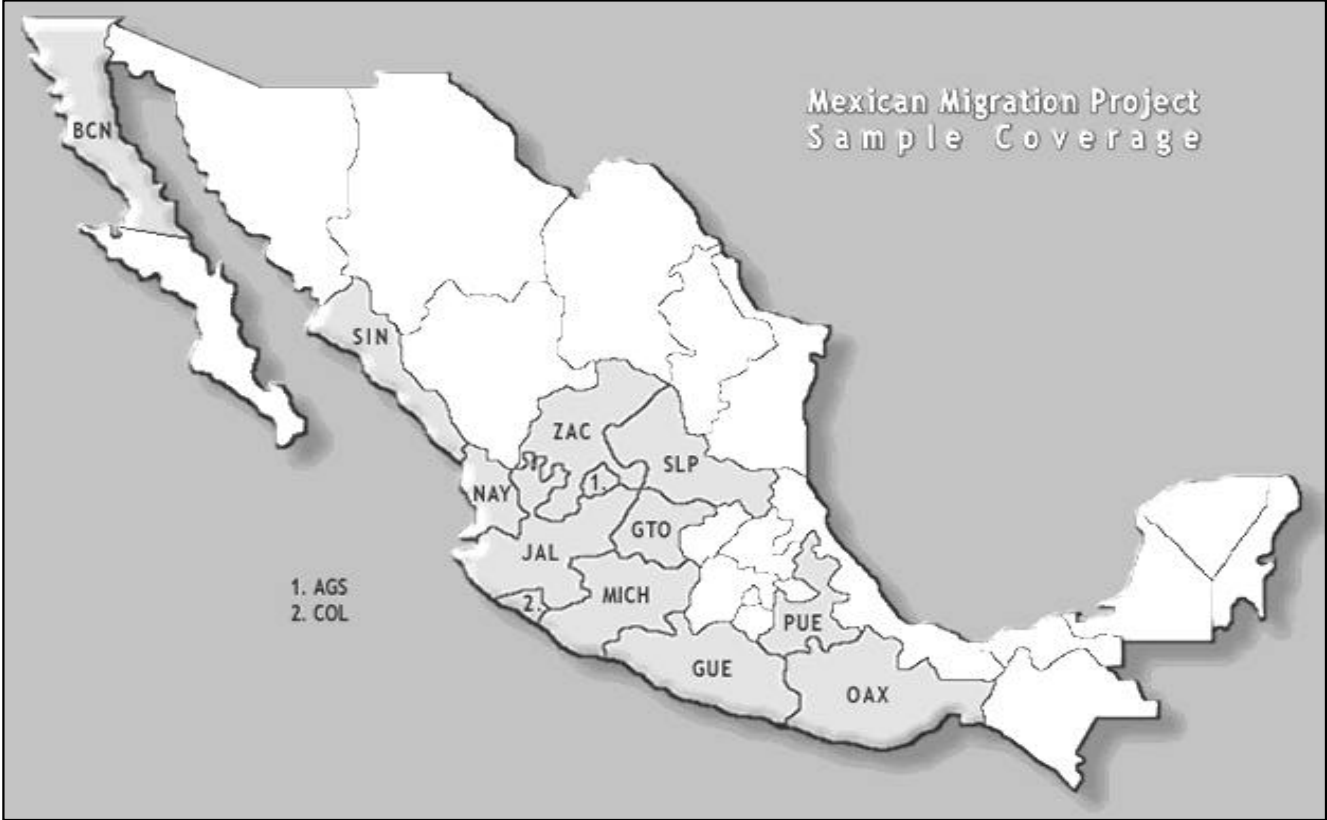 Mexican Migration Project
Sample Coverage
BCN
SIN
ZAC
SLP
1.
NAY
GTO
JAL
1. AGS
2. COL
MICH
2.
PUE
GUE
OAX